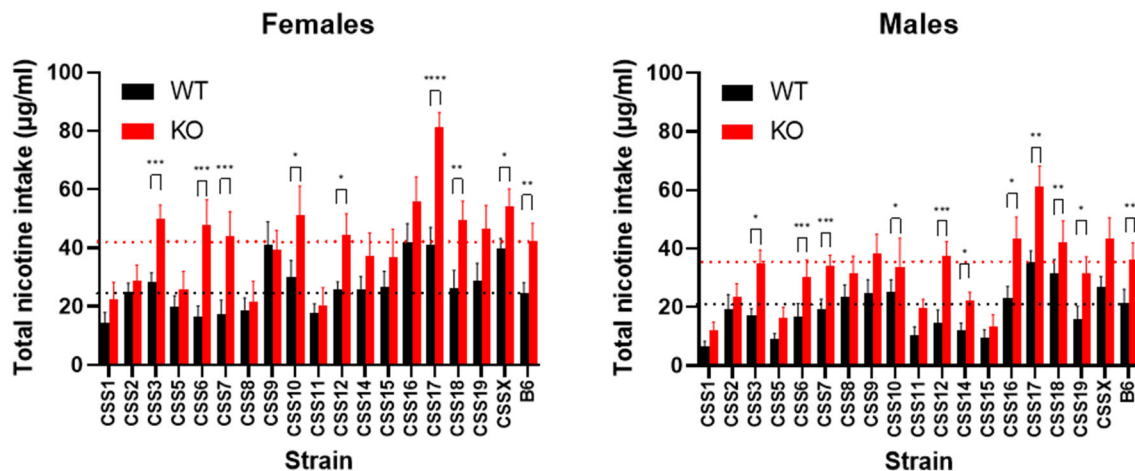 Females
Total nicotine intake (µg/ml)
100
80
60
40
20
0
WT
KO
***
***
***
*
*
****
**
*
**
CSS1
CSS2
CSS3
CSS5
CSS6
CSS7
CSS8
CSS9
CSS10
CSS11
CSS12
CSS14
CSS15
CSS16
CSS17
CSS18
CSS19
CSSX
B6
Strain
Males
Total nicotine intake (µg/ml)
100
80
60
40
20
0
WT
KO
*
***
***
*
***
*
*
**
**
*
**
CSS1
CSS2
CSS3
CSS5
CSS6
CSS7
CSS8
CSS9
CSS10
CSS11
CSS12
CSS14
CSS15
CSS16
CSS17
CSS18
CSS19
CSSX
B6
Strain